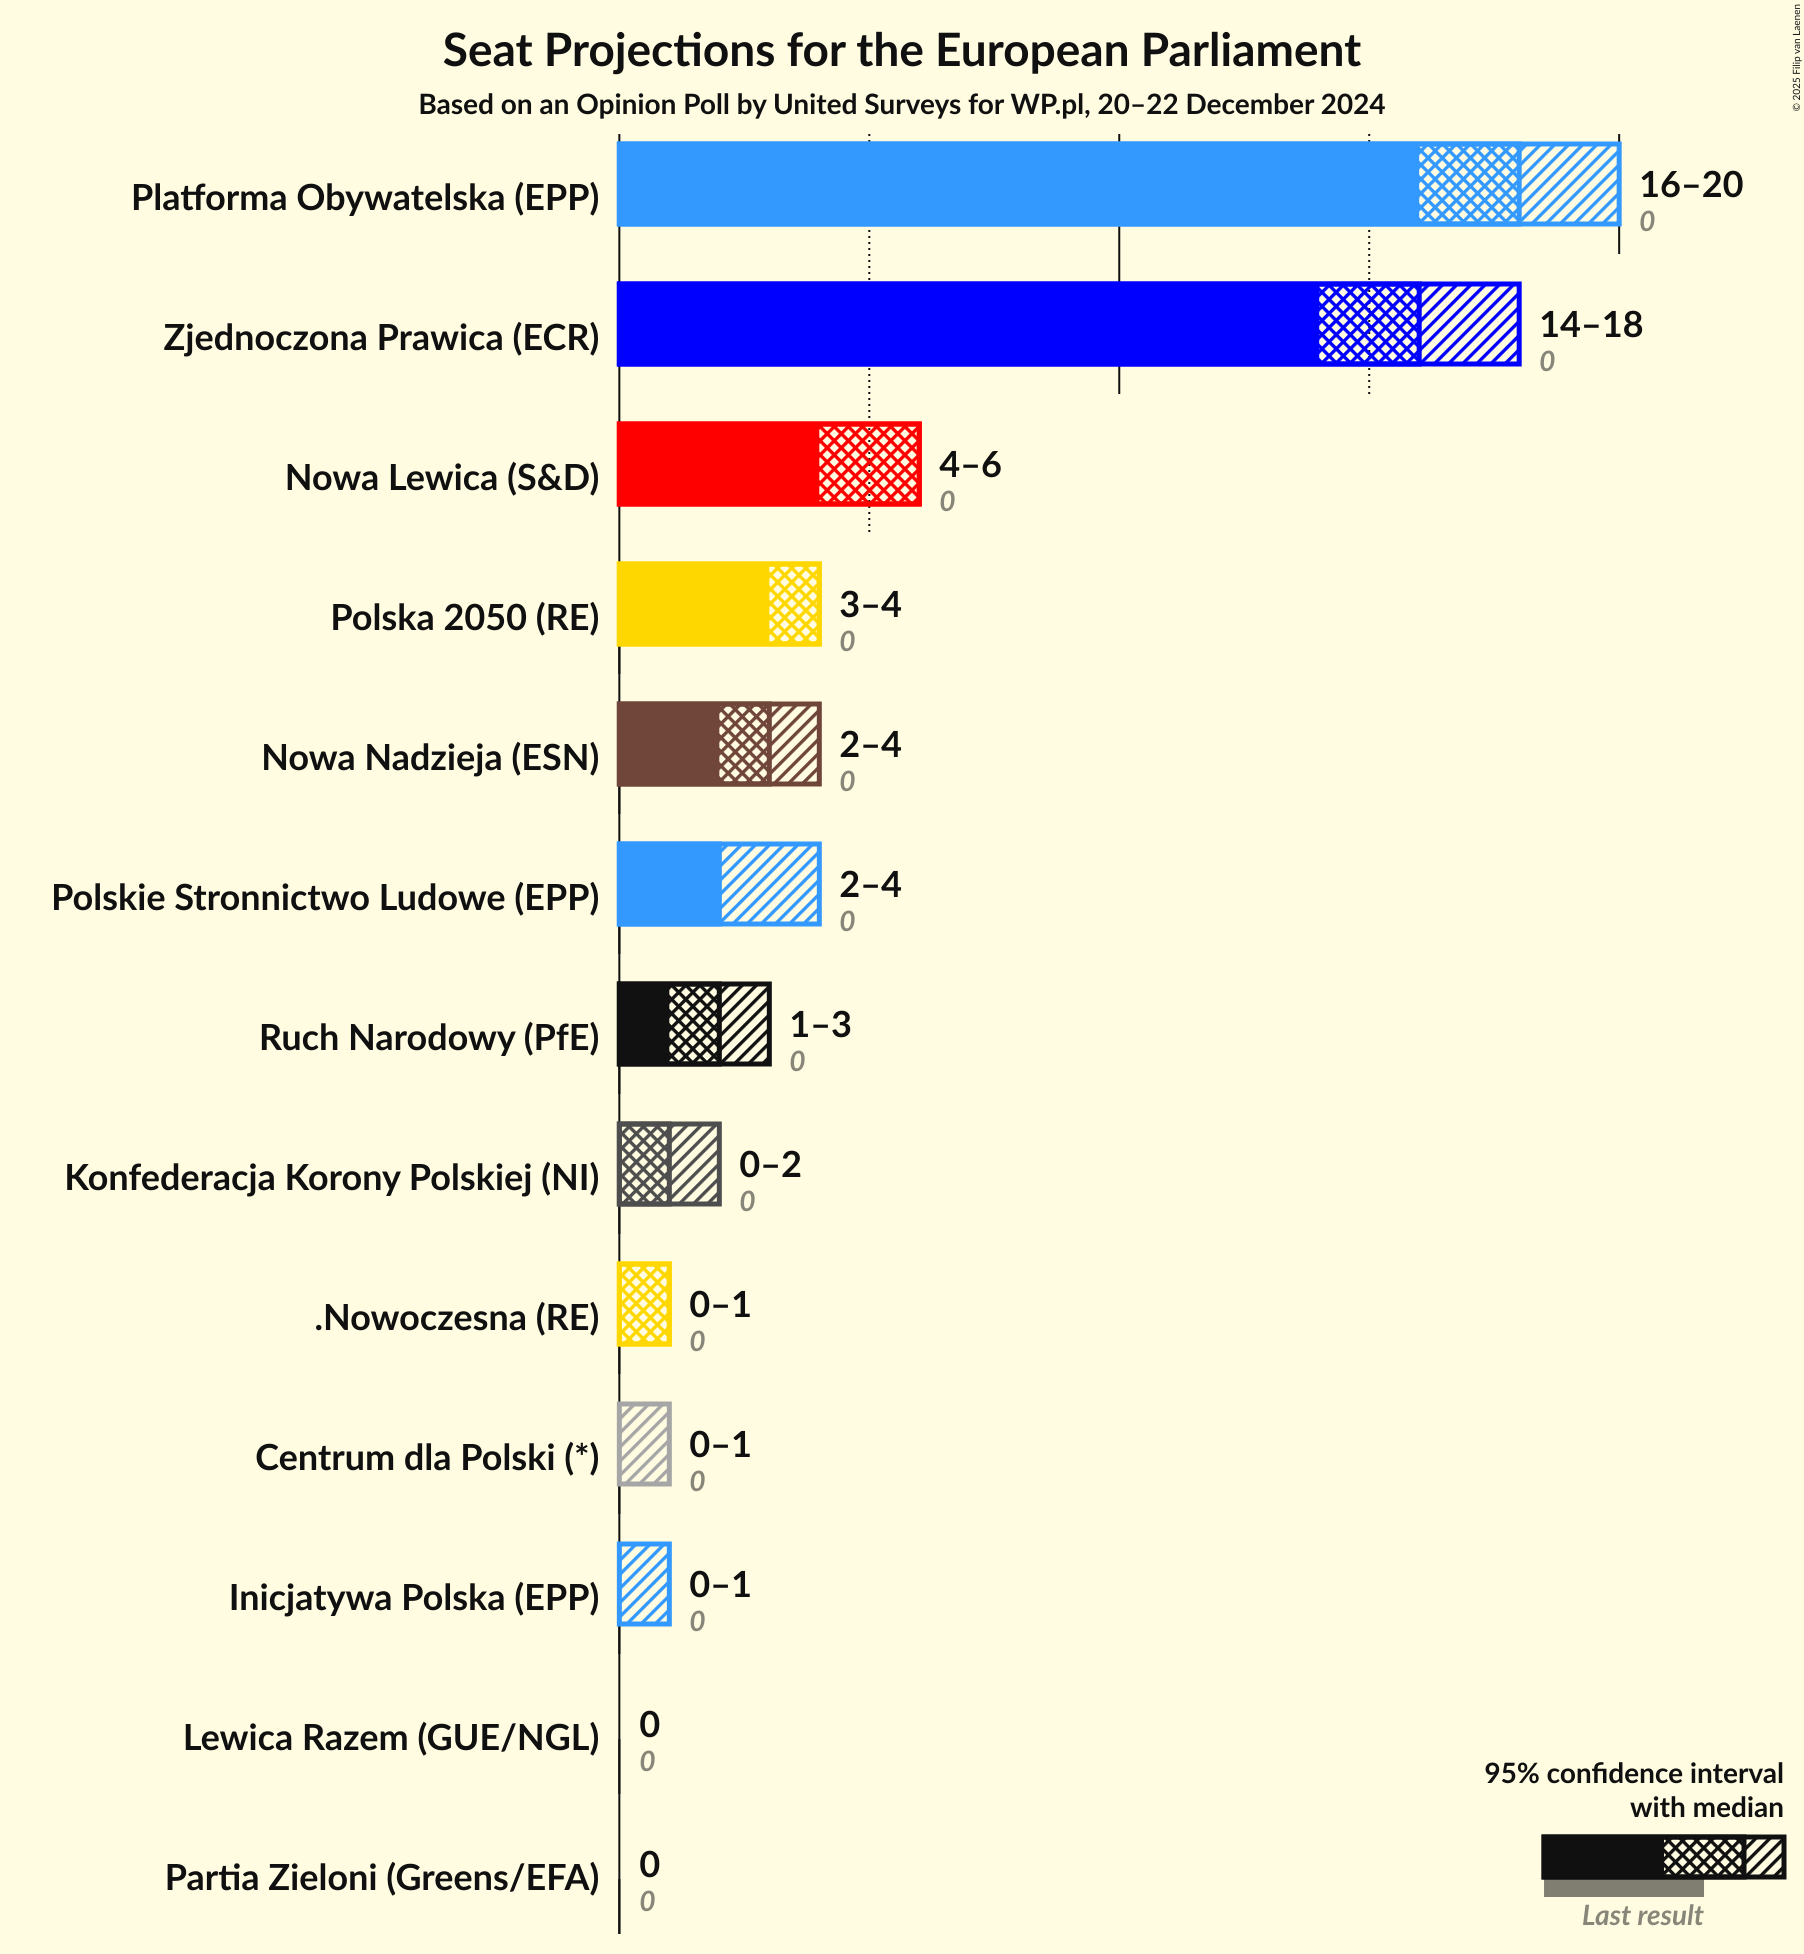 Seat Projections for the European Parliament
Based on an Opinion Poll by United Surveys for WP.pl, 20–22 December 2024
© 2025 Filip van Laenen
Platforma Obywatelska (EPP)
16–20
0
Zjednoczona Prawica (ECR)
14–18
0
Nowa Lewica (S&D)
4–6
0
Polska 2050 (RE)
3–4
0
Nowa Nadzieja (ESN)
2–4
0
Polskie Stronnictwo Ludowe (EPP)
2–4
0
Ruch Narodowy (PfE)
1–3
0
Konfederacja Korony Polskiej (NI)
0–2
0
.Nowoczesna (RE)
0–1
0
Centrum dla Polski (*)
0–1
0
Inicjatywa Polska (EPP)
0–1
0
Lewica Razem (GUE/NGL)
0
0
Partia Zieloni (Greens/EFA)
0
0
95% confidence interval
with median
Last result